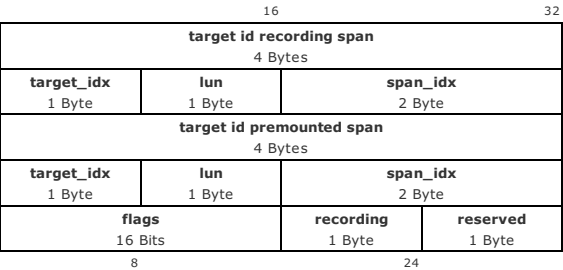 16 32
target id recording span
4 Bytes
target_idx lun span_idx
1 Byte 1 Byte 2 Byte
target id premounted span
4 Bytes
target_idx lun span_idx
1 Byte 1 Byte 2 Byte
flags recording reserved
16 Bits 1 Byte 1 Byte
8 24